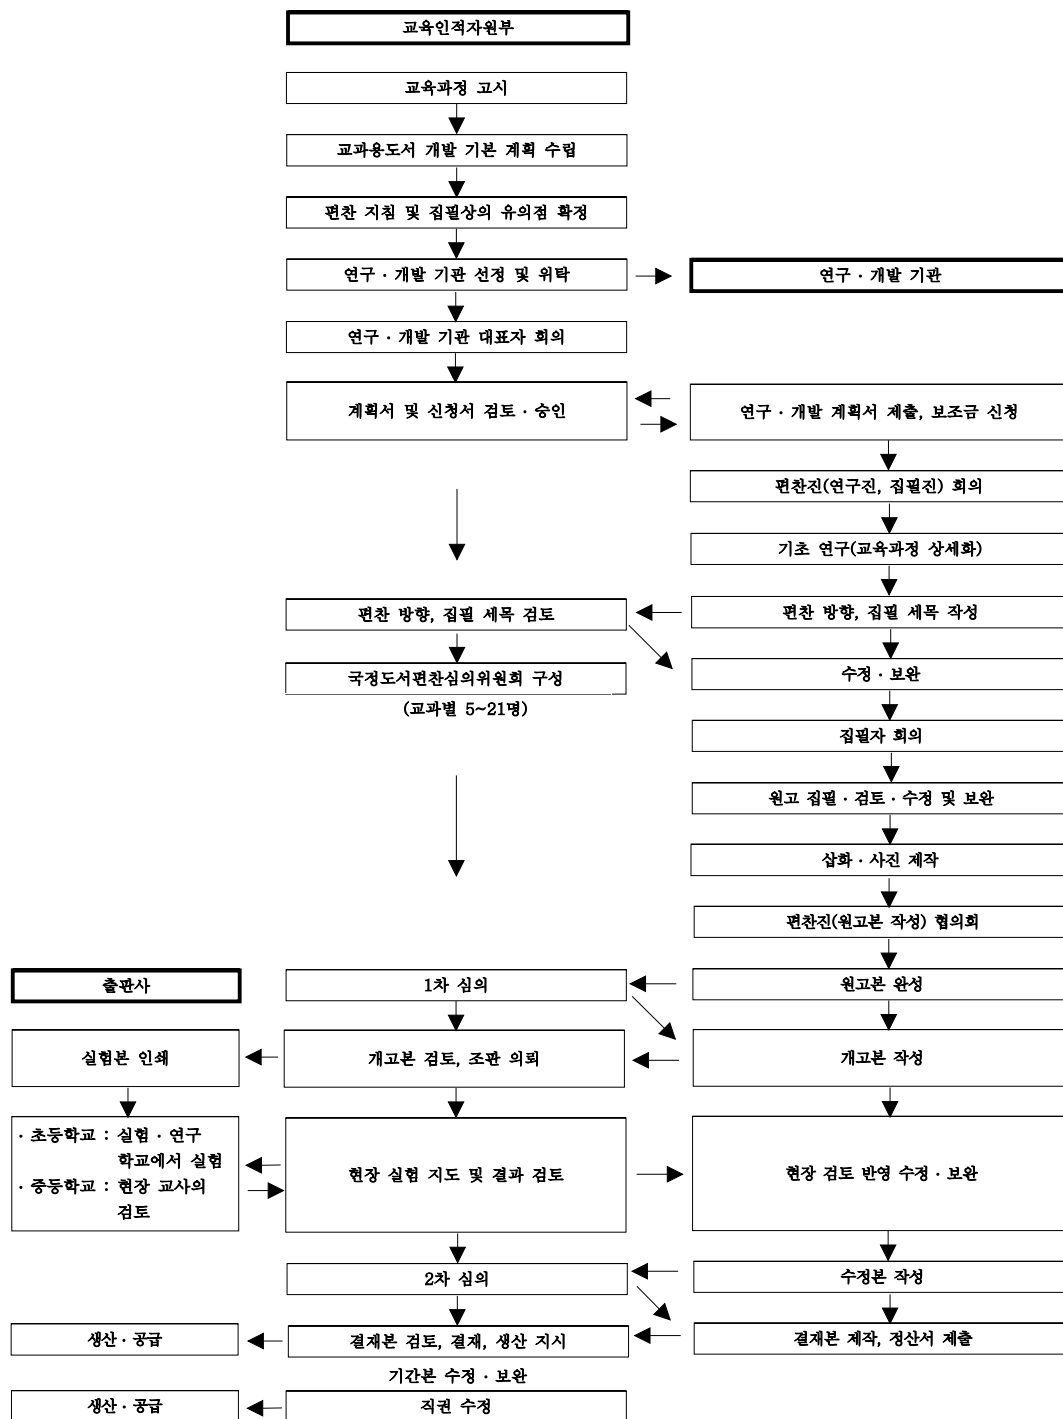 교육인적자원부
교육과정 고시
교과용도서 개발 기본 계획 수립
편찬 지침 및 집필상의 유의점 확정
연구 · 개발 기관 선정 및 위탁
연구 · 개발 기관
연구 · 개발 기관 대표자 회의
계획서 및 신청서 검토 · 승인
연구 · 개발 계획서 제출, 보조금 신청
편찬진(연구진, 집필진) 회의
기초 연구(교육과정 상세화)
편찬 방향, 집필 세목 검토
편찬 방향, 집필 세목 작성
국정도서편찬심의위원회 구성
(교과별 5~21명)
수정 · 보완
집필자 회의
원고 집필 · 검토 · 수정 및 보완
삽화 · 사진 제작
편찬진(원고본 작성) 협의회
출판사
1차 심의
원고본 완성
실험본 인쇄
개고본 검토, 조판 의뢰
개고본 작성
· 초등학교 : 실험 · 연구
학교에서 실험
· 중등학교 : 현장 교사의
검토
현장 실험 지도 및 결과 검토
현장 검토 반영 수정 · 보완
2차 심의
수정본 작성
생산 · 공급
결재본 검토, 결재, 생산 지시
결재본 제작, 정산서 제출
기간본 수정 · 보완
생산 · 공급
직권 수정